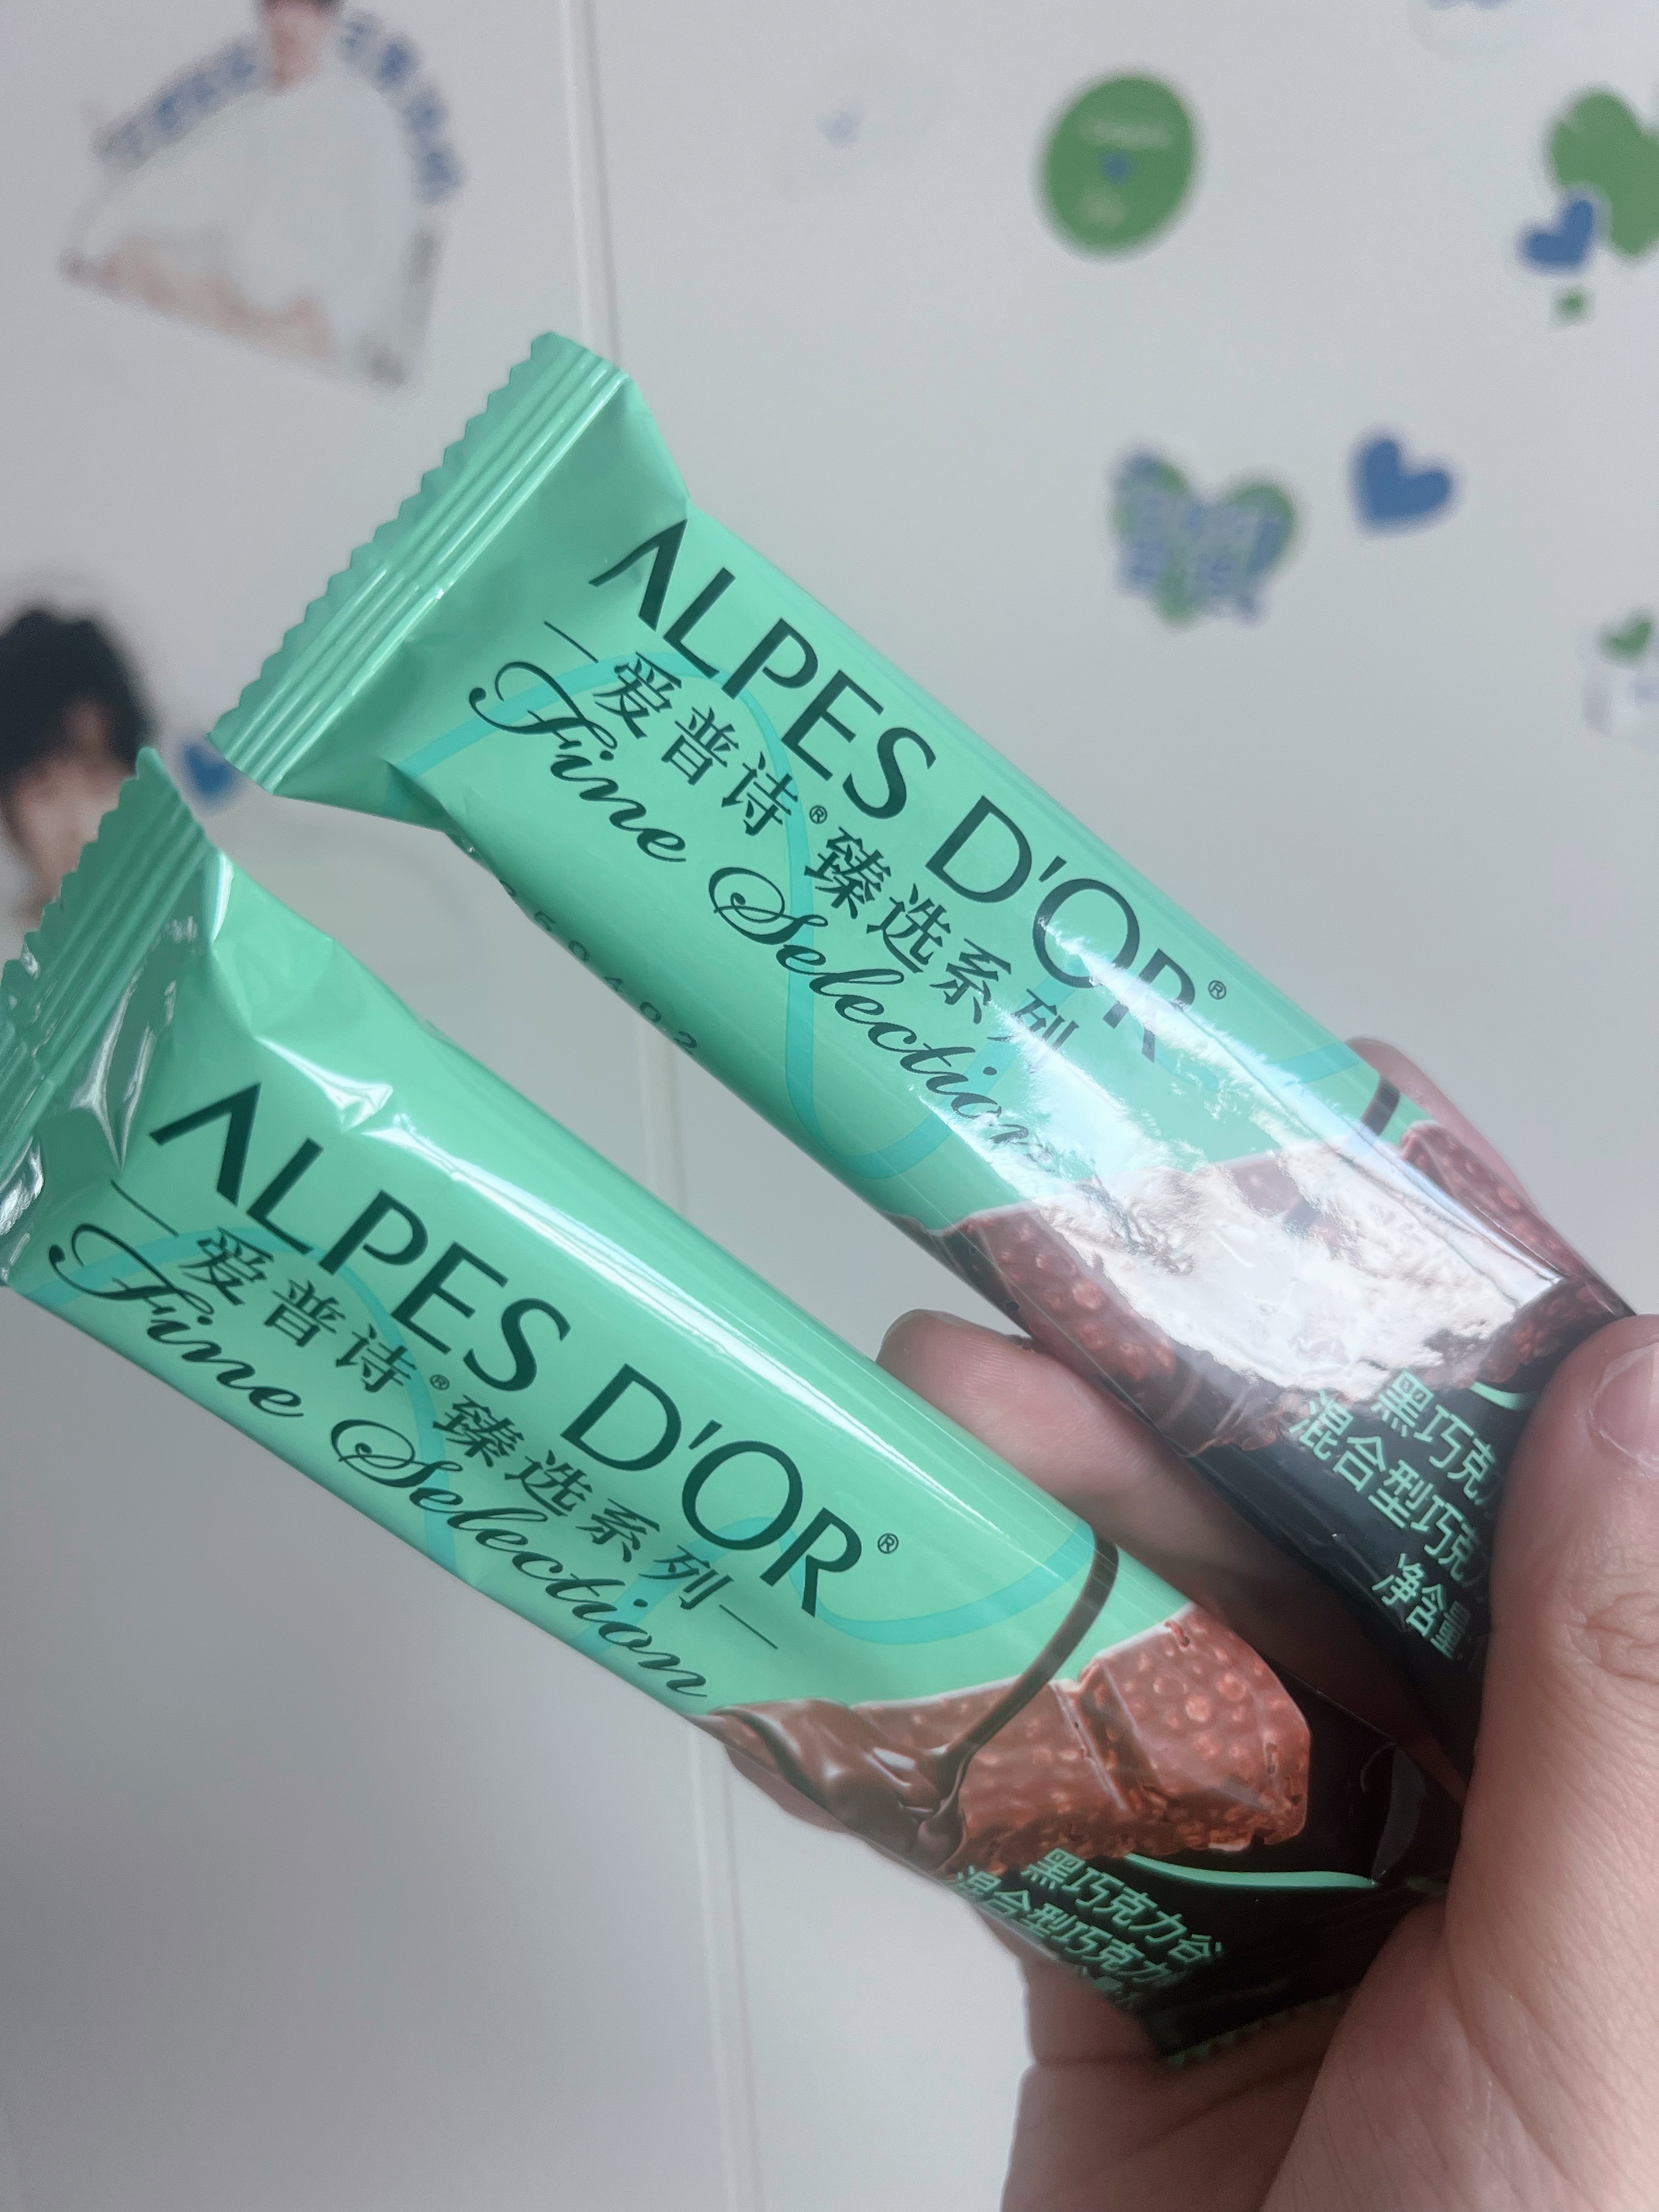 ALPES D'OR®
爱普诗®臻选系列
Fine Selection
黑巧克力
混合型巧克力
净含量
ALPES D'OR®
爱普诗®臻选系列
Fine Selection
黑巧克力谷
混合型巧克力